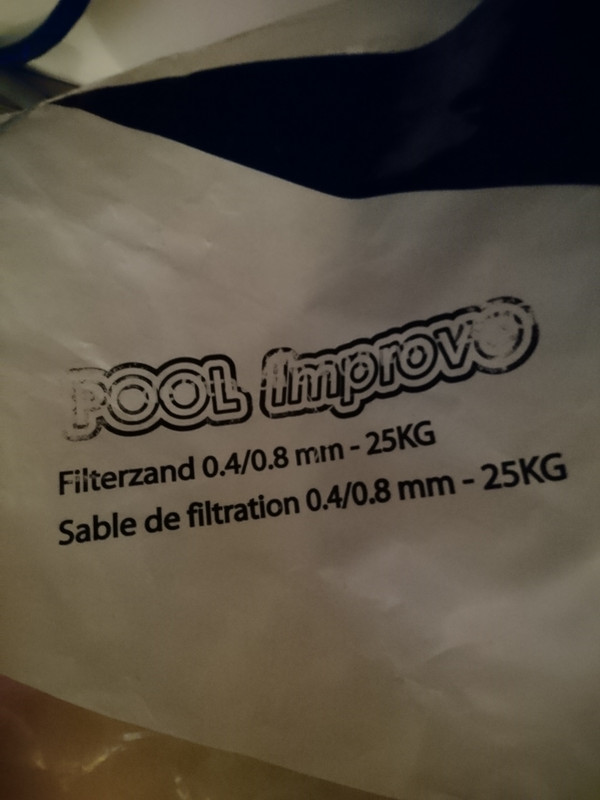 POOL Improve
Filterzand 0.4/0.8 mm - 25KG
Sable de filtration 0.4/0.8 mm - 25KG